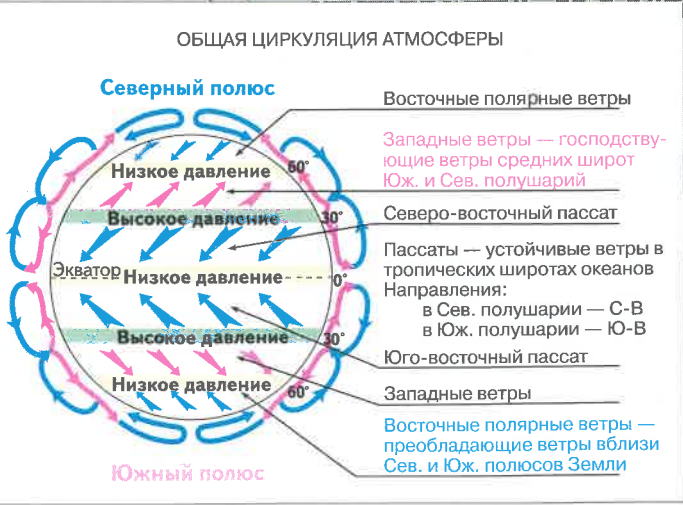 ОБЩАЯ ЦИРКУЛЯЦИЯ АТМОСФЕРЫ
Северный полюс
Восточные полярные ветры
Западные ветры — господству-
ющие ветры средних широт
Юж. и Сев. полушарий
Низкое давление
60°
Высокое давление
30°
Северо-восточный пассат
Пассаты — устойчивые ветры в
тропических широтах океанов
Направления:
в Сев. полушарии — С-В
в Юж. полушарии — Ю-В
Экватор
Низкое давление
0°
Высокое давление
30°
Юго-восточный пассат
Низкое давление
60°
Западные ветры
Восточные полярные ветры —
преобладающие ветры вблизи
Сев. и Юж. полюсов Земли
Южный полюс